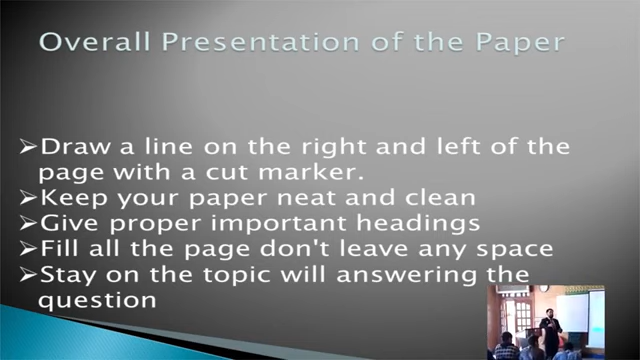 Overall Presentation of the Paper
➢Draw a line on the right and left of the
page with a cut marker.
➢Keep your paper neat and clean
➢Give proper important headings
➢Fill all the page don't leave any space
➢Stay on the topic will answering the
question